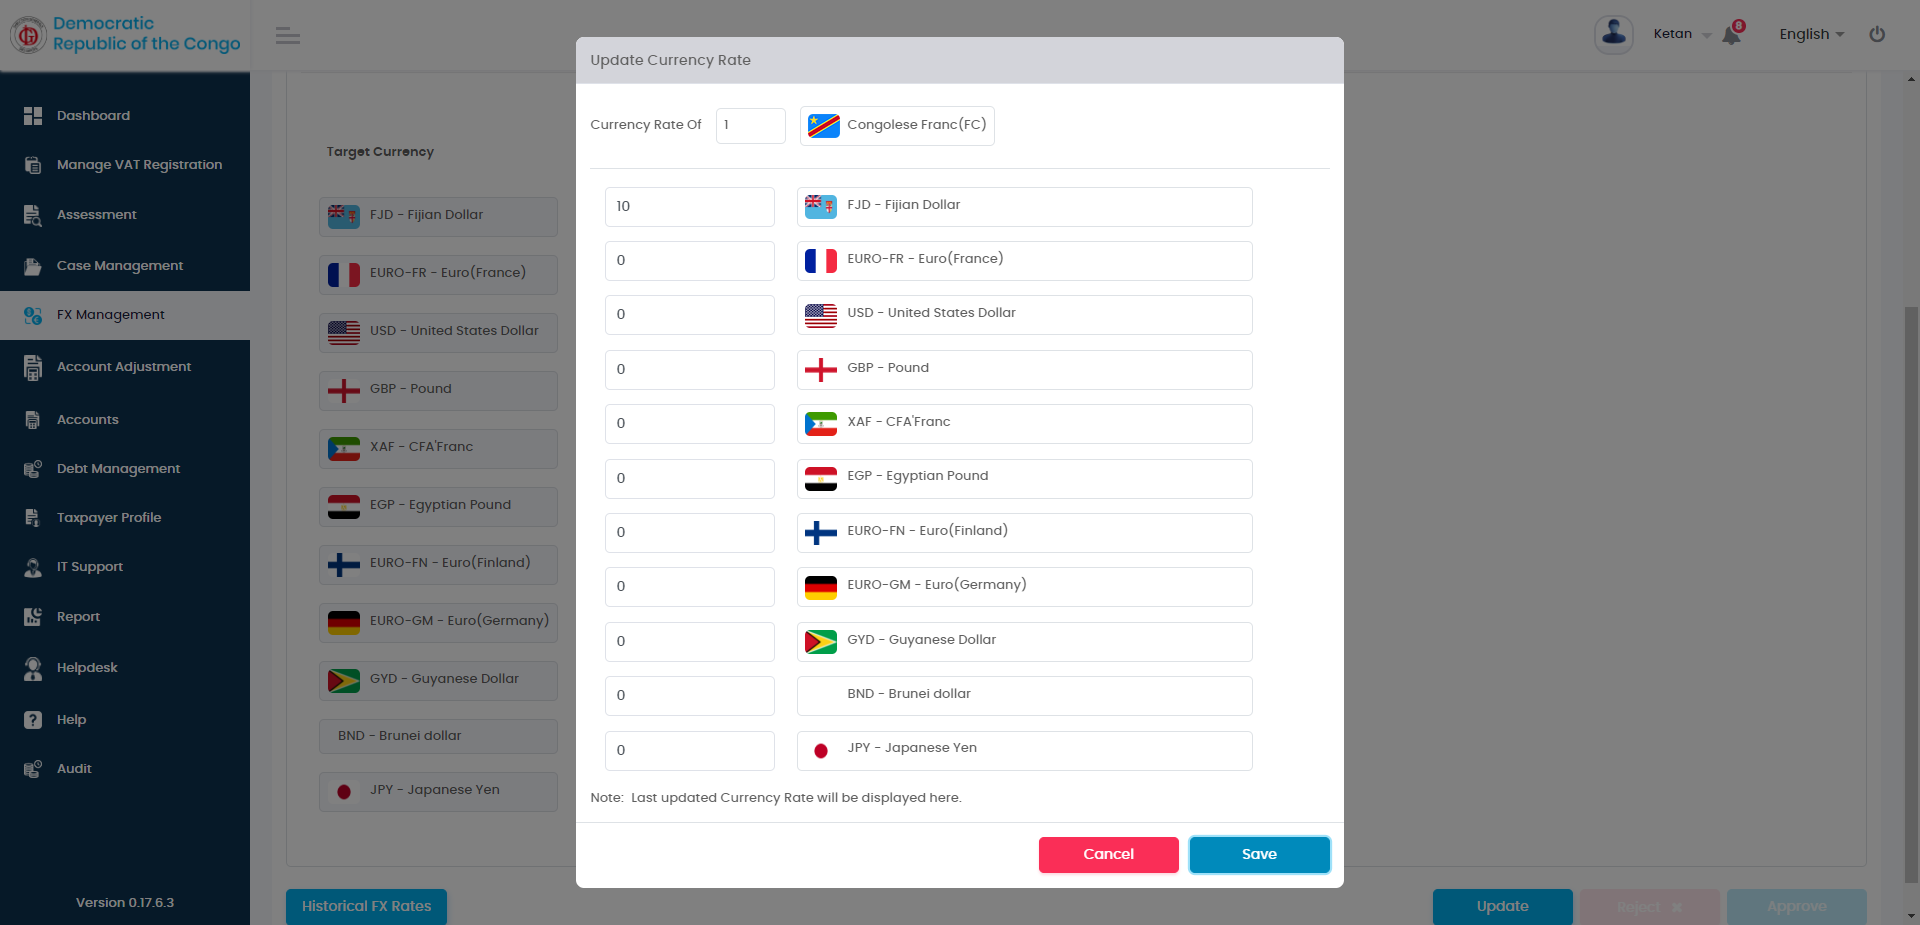 Democratic
Republic of the Congo
Ketan
8
English
Dashboard
Manage VAT Registration
Assessment
Case Management
FX Management
Account Adjustment
Accounts
Debt Management
Taxpayer Profile
IT Support
Report
Helpdesk
Help
Audit
Version 0.17.6.3
Target Currency
FJD - Fijian Dollar
EURO-FR - Euro(France)
USD - United States Dollar
GBP - Pound
XAF - CFA'Franc
EGP - Egyptian Pound
EURO-FN - Euro(Finland)
EURO-GM - Euro(Germany)
GYD - Guyanese Dollar
BND - Brunei dollar
JPY - Japanese Yen
Historical FX Rates
Update Currency Rate
Currency Rate Of 1 Congolese Franc(FC)
10 FJD - Fijian Dollar
0 EURO-FR - Euro(France)
0 USD - United States Dollar
0 GBP - Pound
0 XAF - CFA'Franc
0 EGP - Egyptian Pound
0 EURO-FN - Euro(Finland)
0 EURO-GM - Euro(Germany)
0 GYD - Guyanese Dollar
0 BND - Brunei dollar
0 JPY - Japanese Yen
Note: Last updated Currency Rate will be displayed here.
Cancel Save
Update Reject ✖ Approve